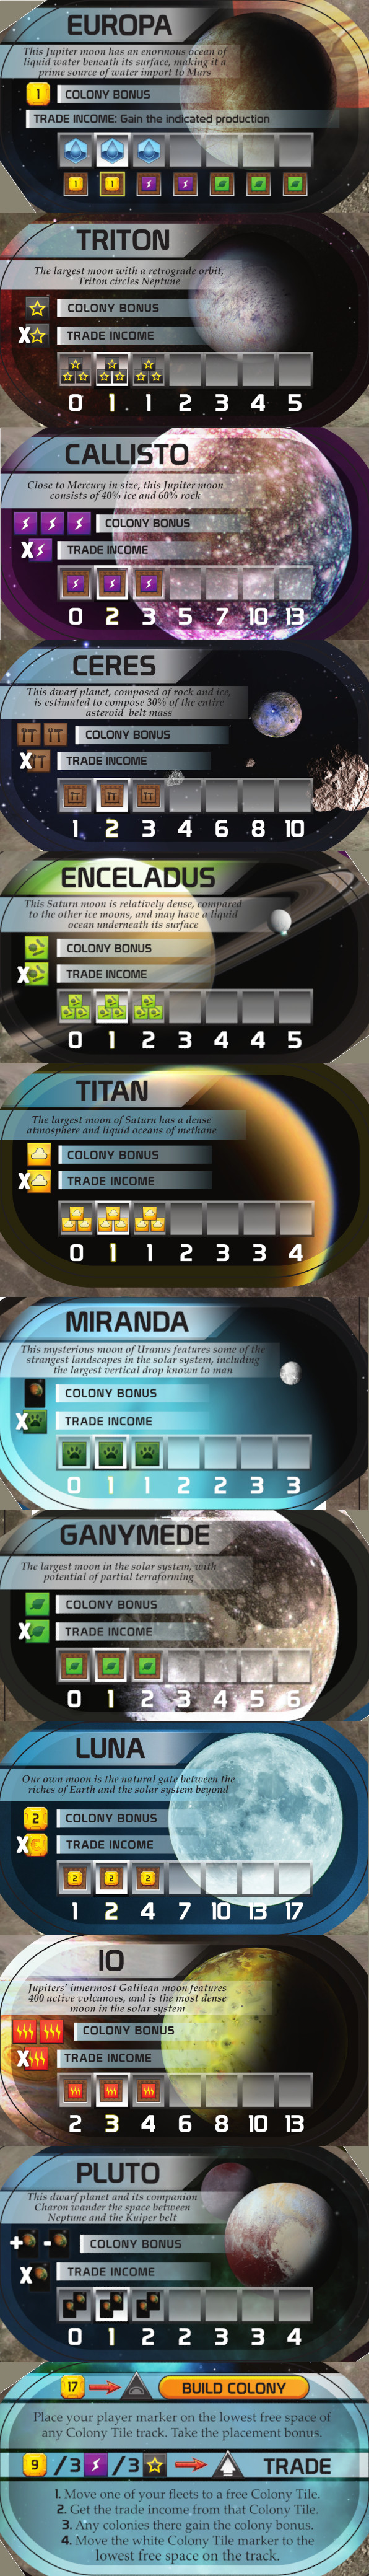 EUROPA
This Jupiter moon has an enormous ocean of
liquid water beneath its surface, making it a
prime source of water import to Mars
1 COLONY BONUS
TRADE INCOME: Gain the indicated production
1 1
TRITON
The largest moon with a retrograde orbit,
Triton circles Neptune
COLONY BONUS
X TRADE INCOME
0 1 1 2 3 4 5
CALLISTO
Close to Mercury in size, this Jupiter moon
consists of 40% ice and 60% rock
COLONY BONUS
X TRADE INCOME
0 2 3 5 7 10 13
CERES
This dwarf planet, composed of rock and ice,
is estimated to compose 30% of the entire
asteroid belt mass
COLONY BONUS
X TRADE INCOME
1 2 3 4 6 8 10
ENCELADUS
This Saturn moon is relatively dense, compared
to the other ice moons, and may have a liquid
ocean underneath its surface
COLONY BONUS
X TRADE INCOME
0 1 2 3 4 4 5
TITAN
The largest moon of Saturn has a dense
atmosphere and liquid oceans of methane
COLONY BONUS
X TRADE INCOME
0 1 1 2 3 3 4
MIRANDA
This mysterious moon of Uranus features some of the
strangest landscapes in the solar system, including
the largest vertical drop known to man
COLONY BONUS
X TRADE INCOME
0 1 1 2 2 3 3
GANYMEDE
The largest moon in the solar system, with
potential of partial terraforming
COLONY BONUS
X TRADE INCOME
0 1 2 3 4 5 6
LUNA
Our own moon is the natural gate between the
riches of Earth and the solar system beyond
2 COLONY BONUS
X€ TRADE INCOME
2 2 2
1 2 4 7 10 13 17
IO
Jupiters' innermost Galilean moon features
400 active volcanoes, and is the most dense
moon in the solar system
COLONY BONUS
X TRADE INCOME
2 3 4 6 8 10 13
PLUTO
This dwarf planet and its companion
Charon wander the space between
Neptune and the Kuiper belt
+ - COLONY BONUS
X TRADE INCOME
0 1 2 2 3 3 4
17 BUILD COLONY
Place your player marker on the lowest free space of
any Colony Tile track. Take the placement bonus.
9 /3 /3 TRADE
1. Move one of your fleets to a free Colony Tile.
2. Get the trade income from that Colony Tile.
3. Any colonies there gain the colony bonus.
4. Move the white Colony Tile marker to the
lowest free space on the track.